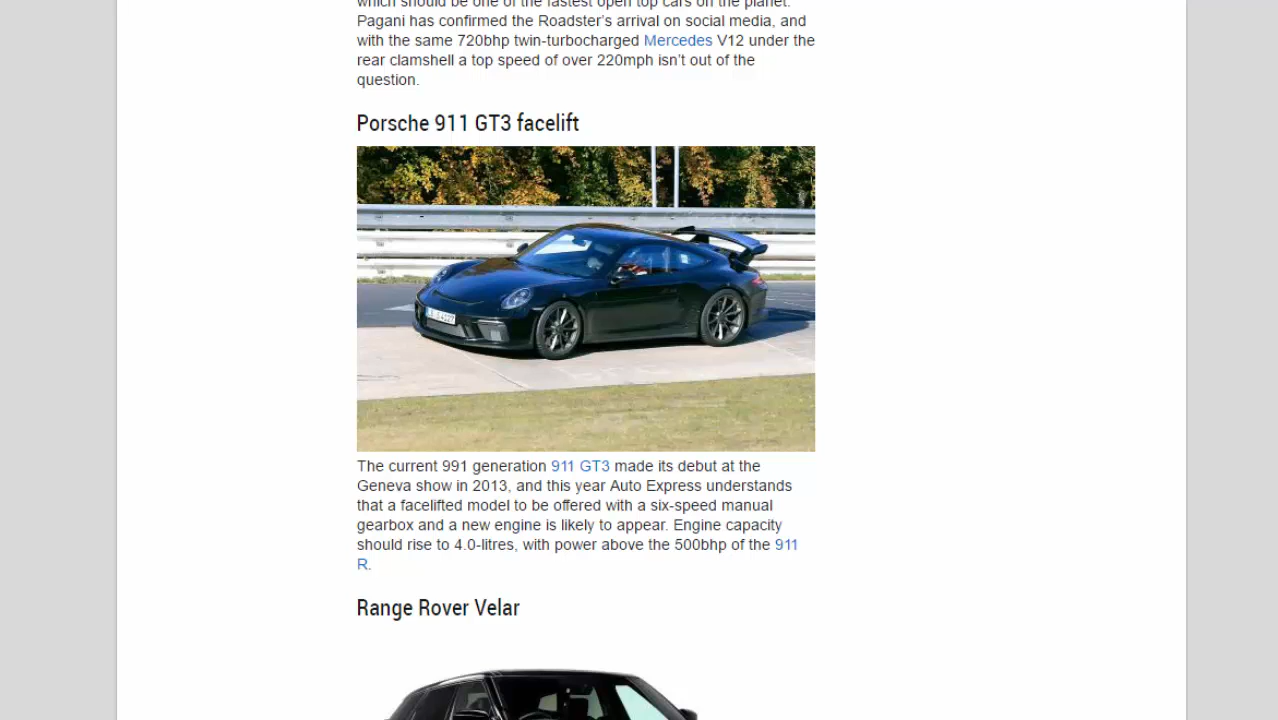 which should be one of the fastest open top cars on the planet.
Pagani has confirmed the Roadster's arrival on social media, and
with the same 720bhp twin-turbocharged Mercedes V12 under the
rear clamshell a top speed of over 220mph isn't out of the
question.
Porsche 911 GT3 facelift
The current 991 generation 911 GT3 made its debut at the
Geneva show in 2013, and this year Auto Express understands
that a facelifted model to be offered with a six-speed manual
gearbox and a new engine is likely to appear. Engine capacity
should rise to 4.0-litres, with power above the 500bhp of the 911
R.
Range Rover Velar